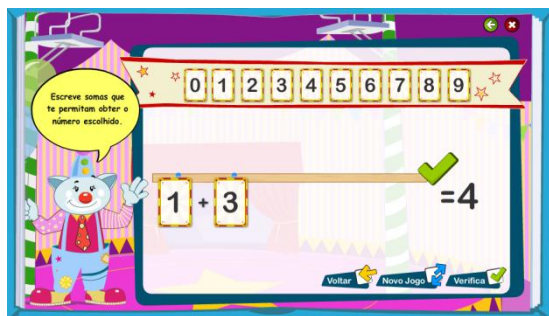 0 1 2 3 4 5 6 7 8 9
Escreve somas que
te permitam obter o
número escolhido.
1 + 3 =4
Voltar Novo Jogo Verifica